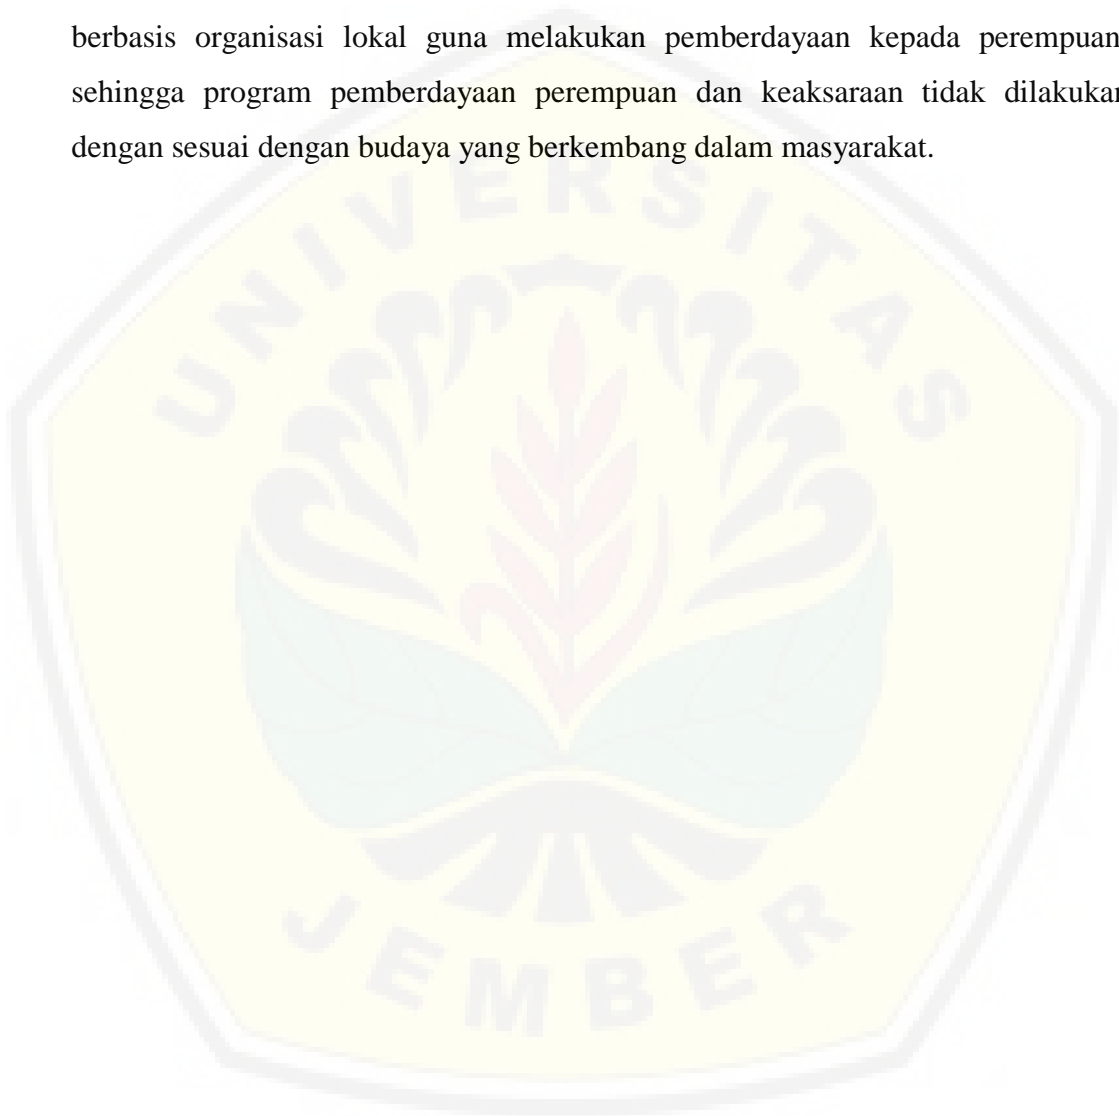 berbasis organisasi lokal guna melakukan pemberdayaan kepada perempuan
sehingga program pemberdayaan perempuan dan keaksaraan tidak dilakukan
dengan sesuai dengan budaya yang berkembang dalam masyarakat.
UNIVERSITAS
JEMBER